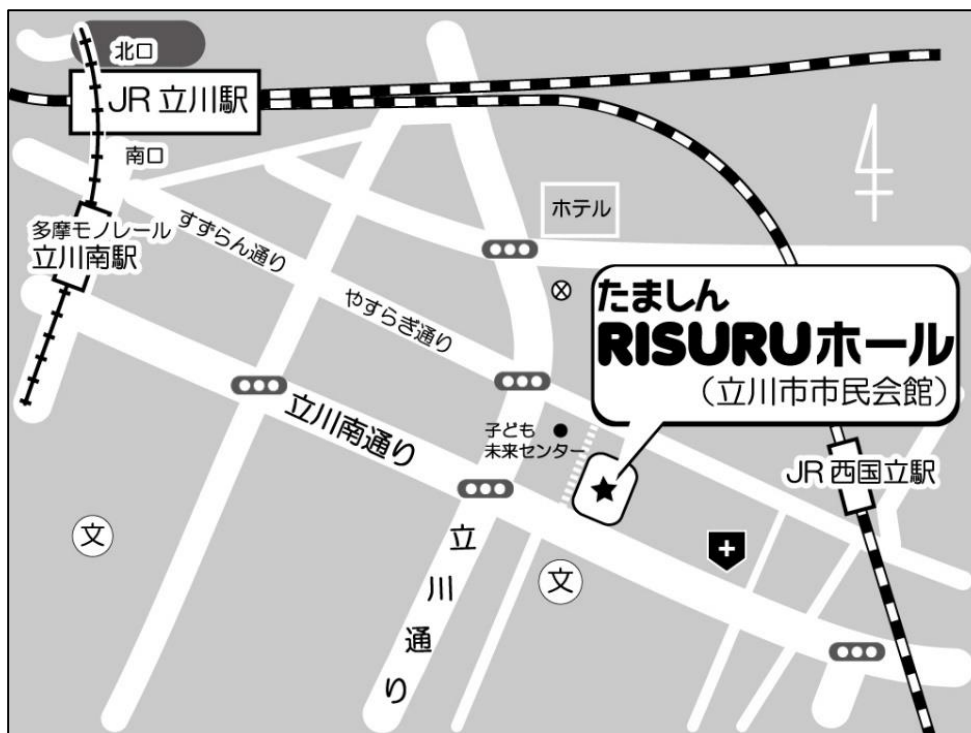 北口
JR 立川駅
南口
多摩モノレール
立川南駅
すずらん通り
やすらぎ通り
ホテル
たましん
RISURUホール
(立川市市民会館)
立川南通り
子ども
未来センター
JR 西国立駅
文
文
立川通り